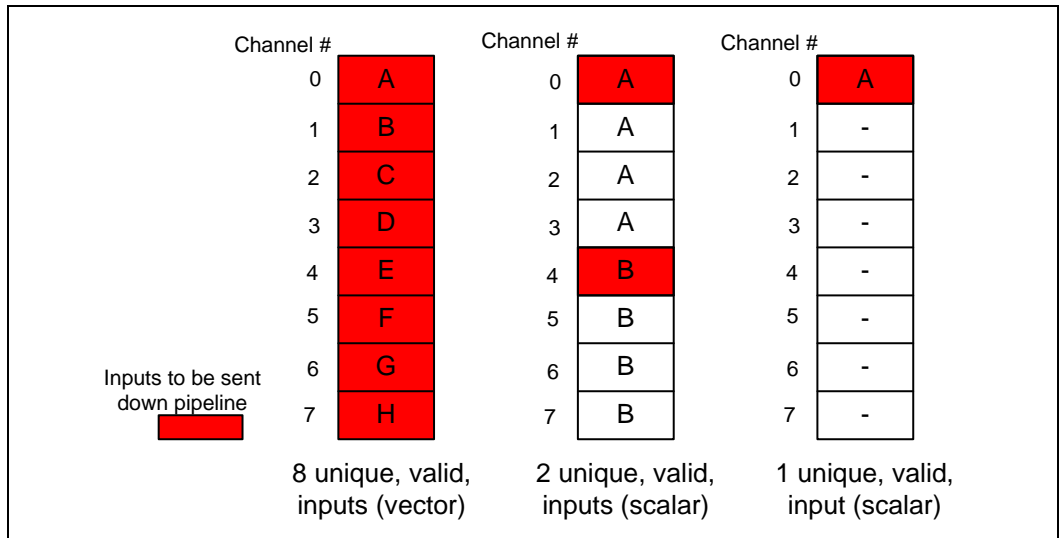 Channel # Channel # Channel #
0 A 0 A 0 A
1 B 1 A 1 -
2 C 2 A 2 -
3 D 3 A 3 -
4 E 4 B 4 -
5 F 5 B 5 -
6 G 6 B 6 -
7 H 7 B 7 -
Inputs to be sent
down pipeline
8 unique, valid,
inputs (vector)
2 unique, valid,
inputs (scalar)
1 unique, valid,
input (scalar)